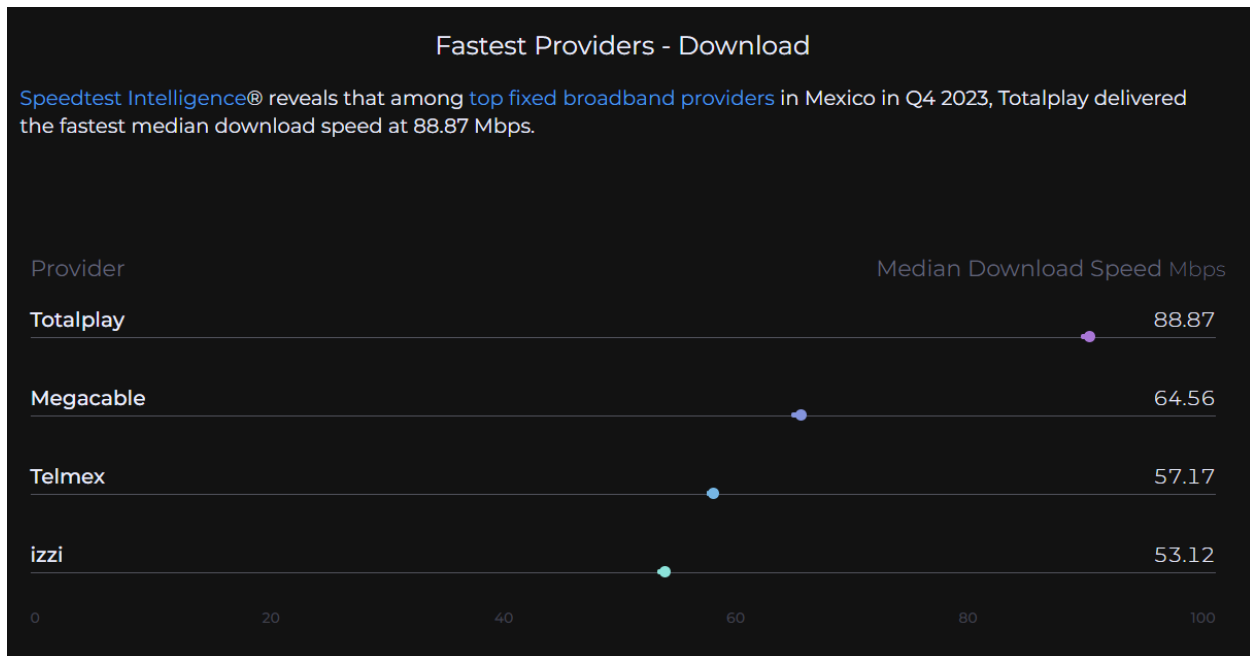 Fastest Providers - Download
Speedtest Intelligence® reveals that among top fixed broadband providers in Mexico in Q4 2023, Totalplay delivered
the fastest median download speed at 88.87 Mbps.
Provider Median Download Speed Mbps
Totalplay 88.87
Megacable 64.56
Telmex 57.17
izzi 53.12
0 20 40 60 80 100